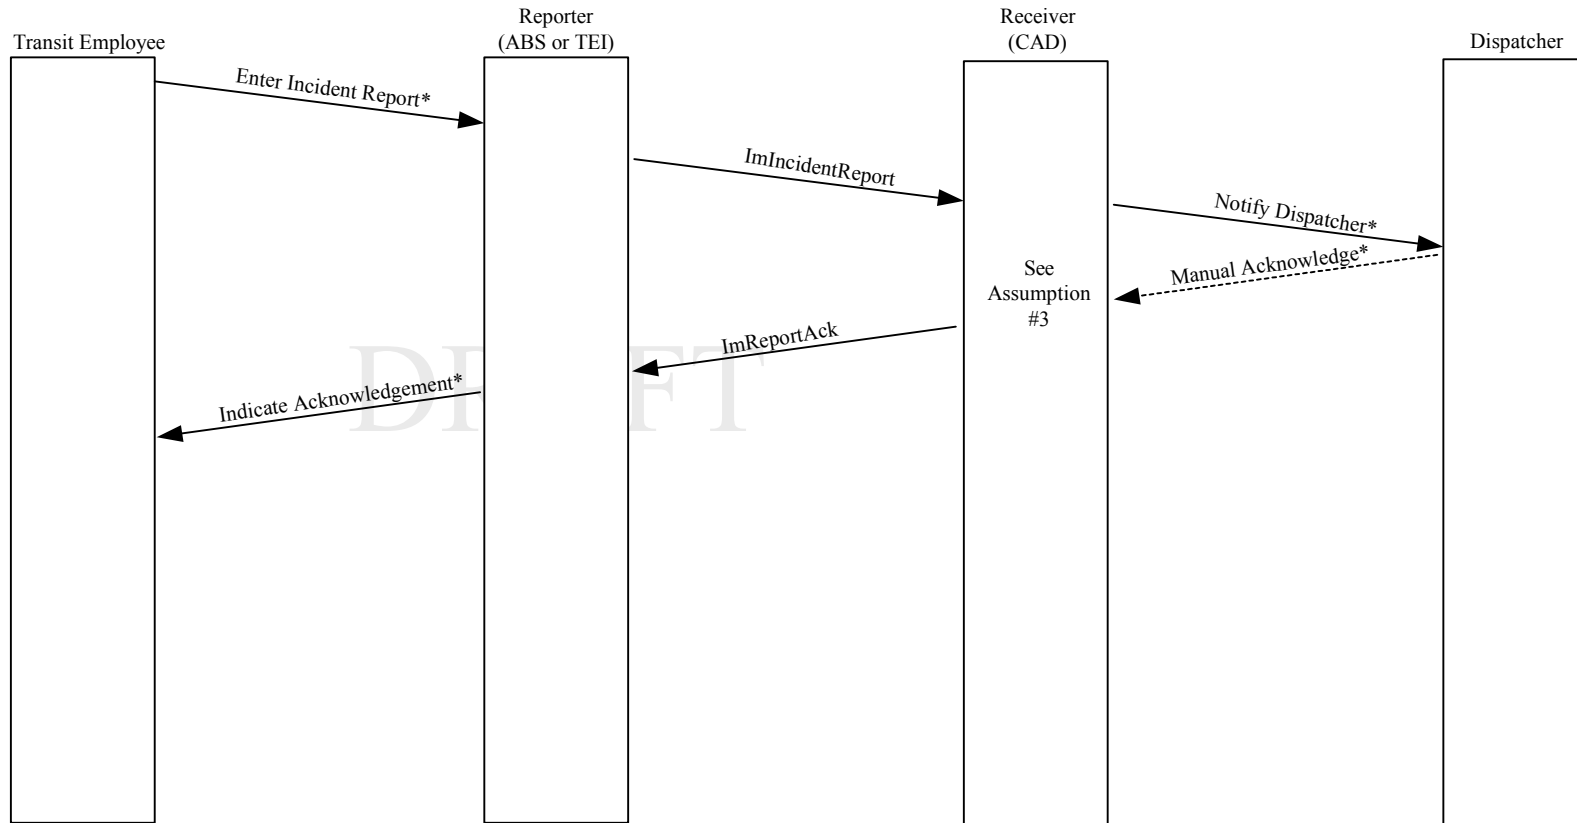 Transit Employee
Reporter
(ABS or TEI)
Receiver
(CAD)
Dispatcher
Enter Incident Report*
ImIncidentReport
Notify Dispatcher*
Manual Acknowledge*
See
Assumption
#3
ImReportAck
Indicate Acknowledgement*
DRAFT